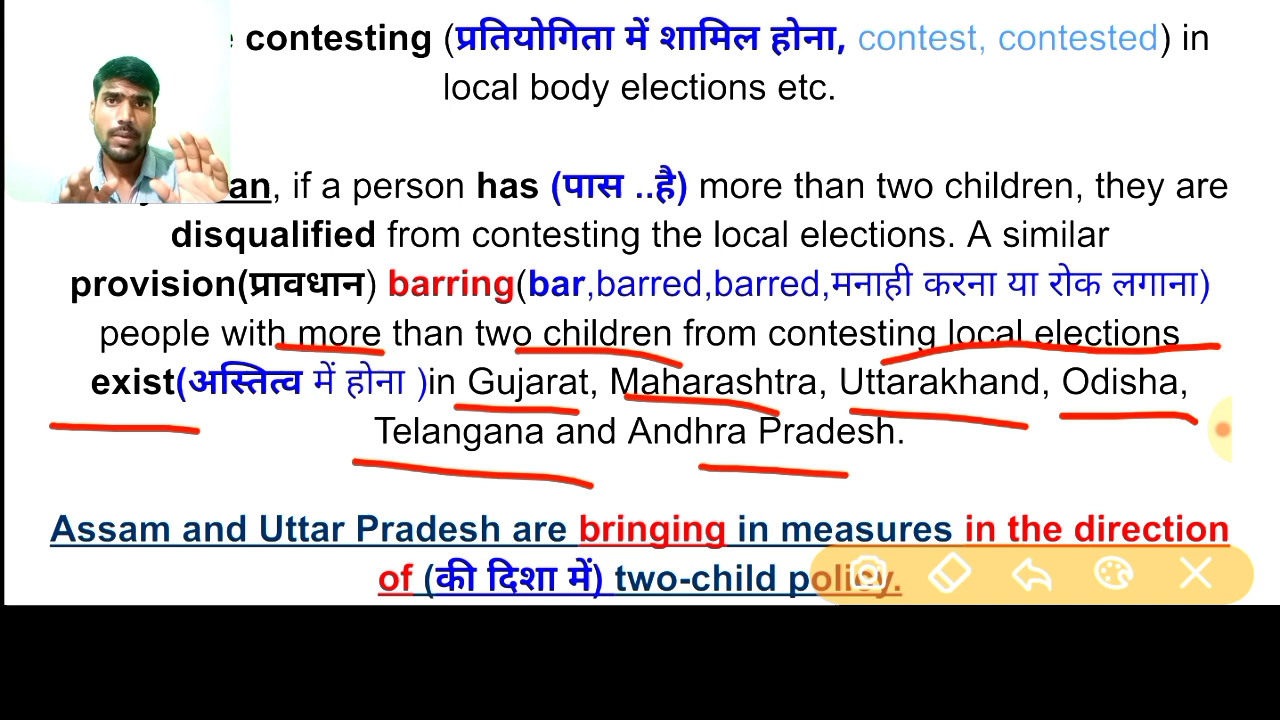 contesting (प्रतियोगिता में शामिल होना, contest, contested) in
local body elections etc.
an, if a person has (पास ..है) more than two children, they are
disqualified from contesting the local elections. A similar
provision(प्रावधान) barring(bar,barred,barred,मनाही करना या रोक लगाना)
people with more than two children from contesting local elections
exist(अस्तित्व में होना )in Gujarat, Maharashtra, Uttarakhand, Odisha,
Telangana and Andhra Pradesh.
Assam and Uttar Pradesh are bringing in measures in the direction
of (की दिशा में) two-child policy.